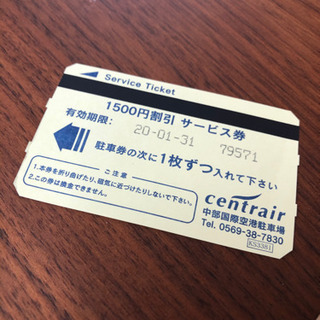 Service Ticket
1500円割引 サービス券
有効期限: 20-01-31 79571
駐車券の次に1枚ずつ入れて下さい
ご注意
1.本券を折り曲げたり、磁気に近づけたりしないで下さい。
2.この券は換金できません。
centrair
中部国際空港駐車場
Tel. 0569-38-7830
KS3381